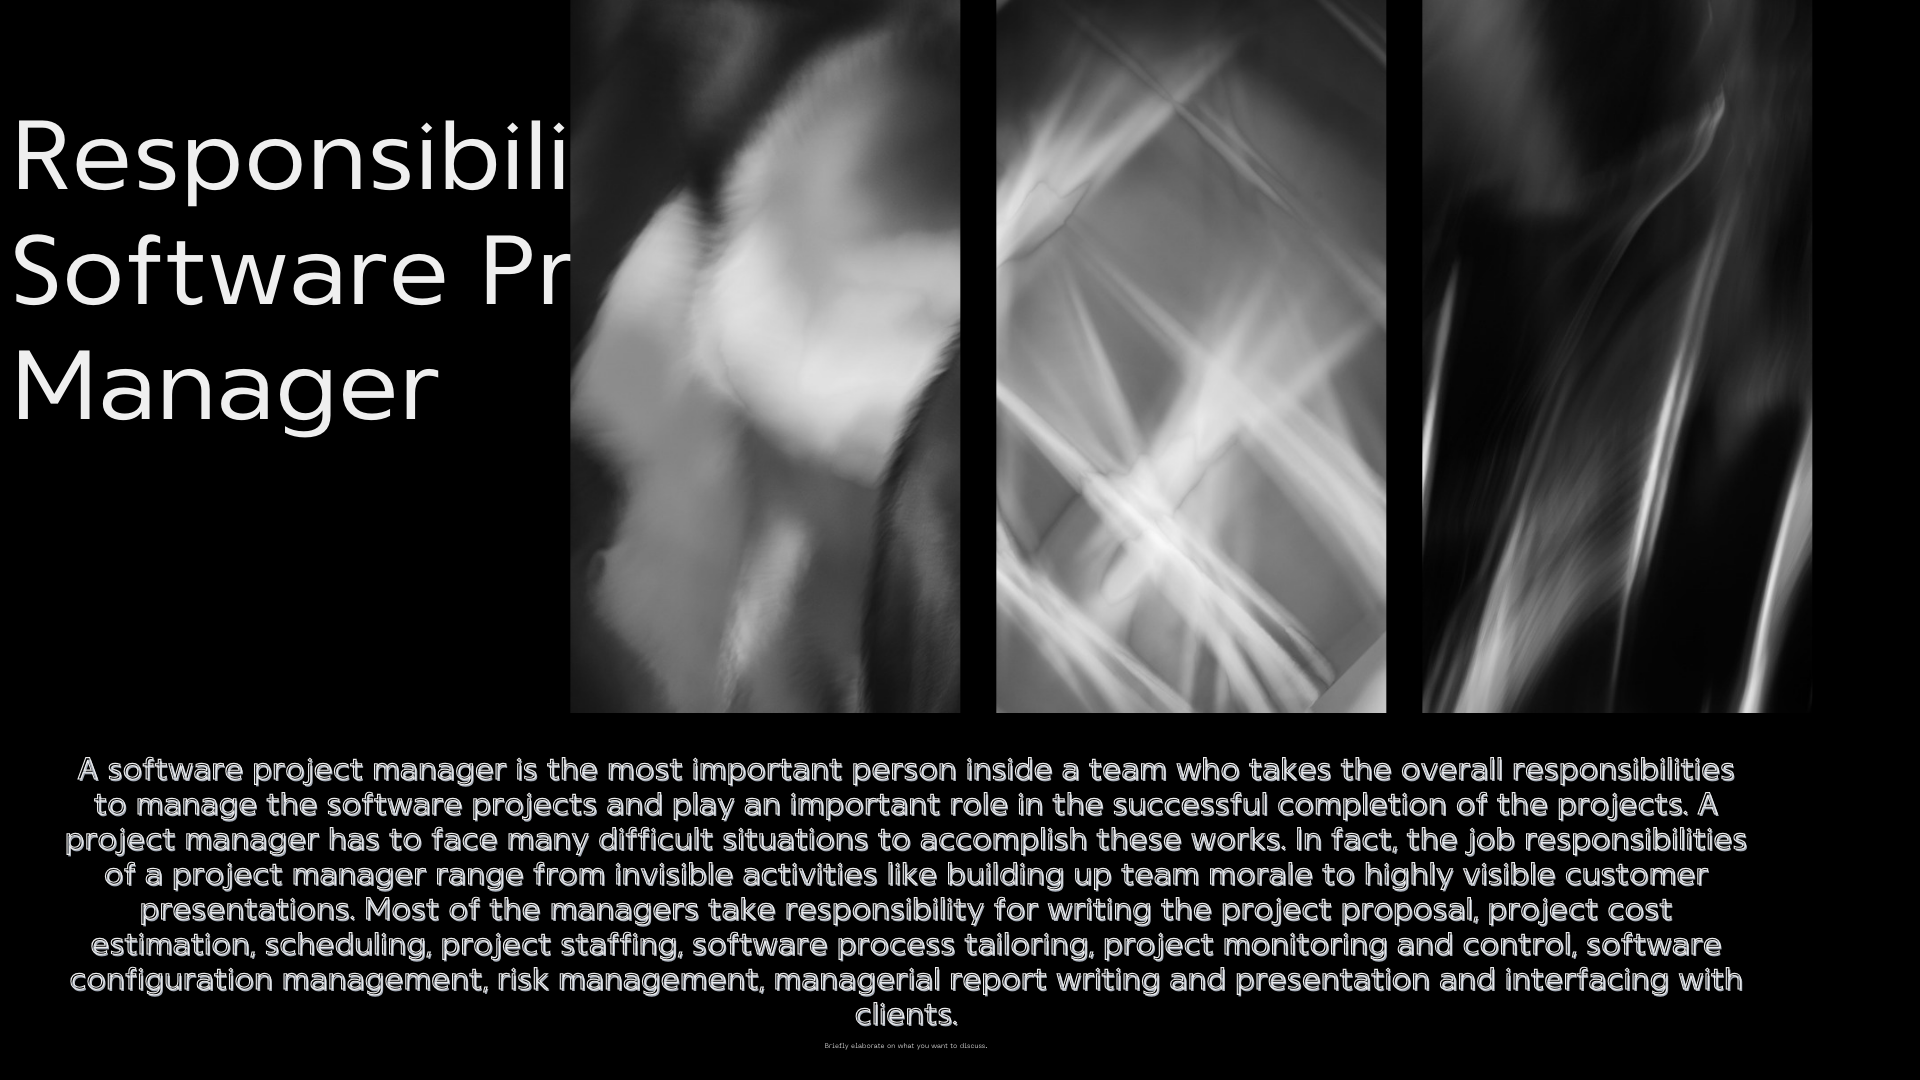 Responsibili
Software Pr
Manager
A software project manager is the most important person inside a team who takes the overall responsibilities
to manage the software projects and play an important role in the successful completion of the projects. A
project manager has to face many difficult situations to accomplish these works. In fact, the job responsibilities
of a project manager range from invisible activities like building up team morale to highly visible customer
presentations. Most of the managers take responsibility for writing the project proposal, project cost
estimation, scheduling, project staffing, software process tailoring, project monitoring and control, software
configuration management, risk management, managerial report writing and presentation and interfacing with
clients.
Briefly elaborate on what you want to discuss.